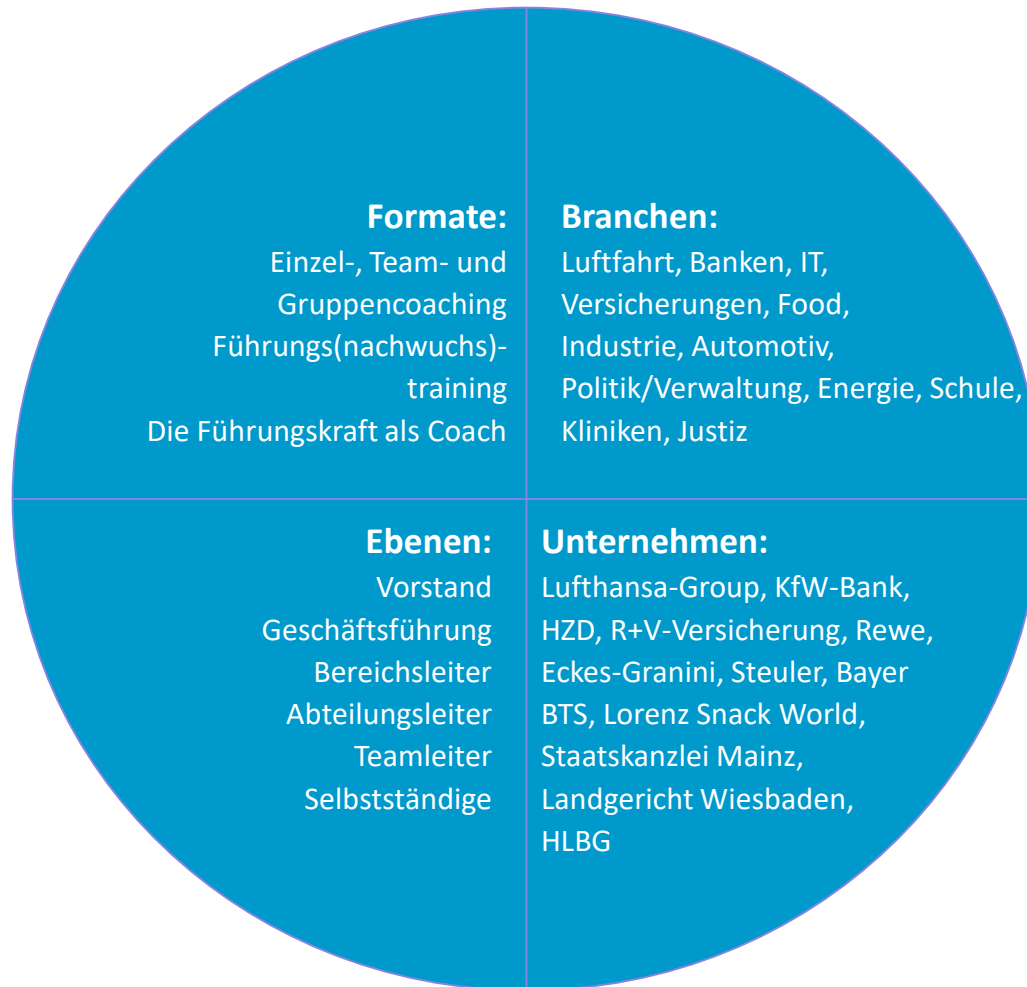 Formate:
Einzel-, Team- und
Gruppencoaching
Führungs(nachwuchs)-
training
Die Führungskraft als Coach
Branchen:
Luftfahrt, Banken, IT,
Versicherungen, Food,
Industrie, Automotiv,
Politik/Verwaltung, Energie, Schule,
Kliniken, Justiz
Ebenen:
Vorstand
Geschäftsführung
Bereichsleiter
Abteilungsleiter
Teamleiter
Selbstständige
Unternehmen:
Lufthansa-Group, KfW-Bank,
HZD, R+V-Versicherung, Rewe,
Eckes-Granini, Steuler, Bayer
BTS, Lorenz Snack World,
Staatskanzlei Mainz,
Landgericht Wiesbaden,
HLBG